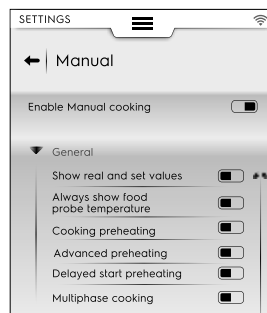 SETTINGS
Manual
Enable Manual cooking
General
Show real and set values
Always show food
probe temperature
Cooking preheating
Advanced preheating
Delayed start preheating
Multiphase cooking